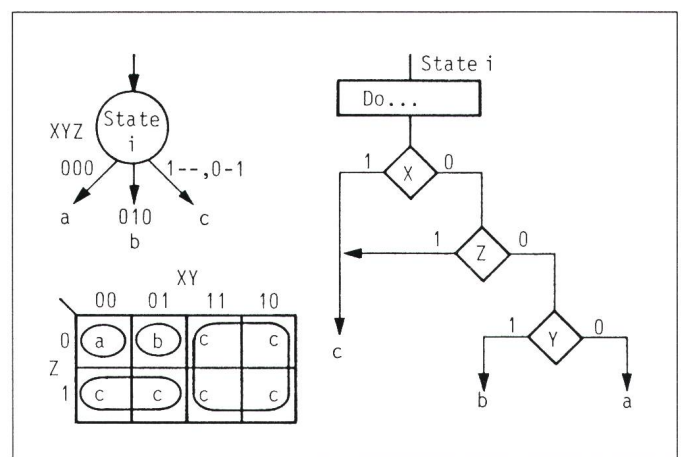 State
i
XYZ
000
1--,0-1
a
010
b
c
XY
00 01 11 10
0 a b c c
Z
1 c c c c
State i
Do...
1 X 0
1 Z 0
1 Y 0
c
b
a